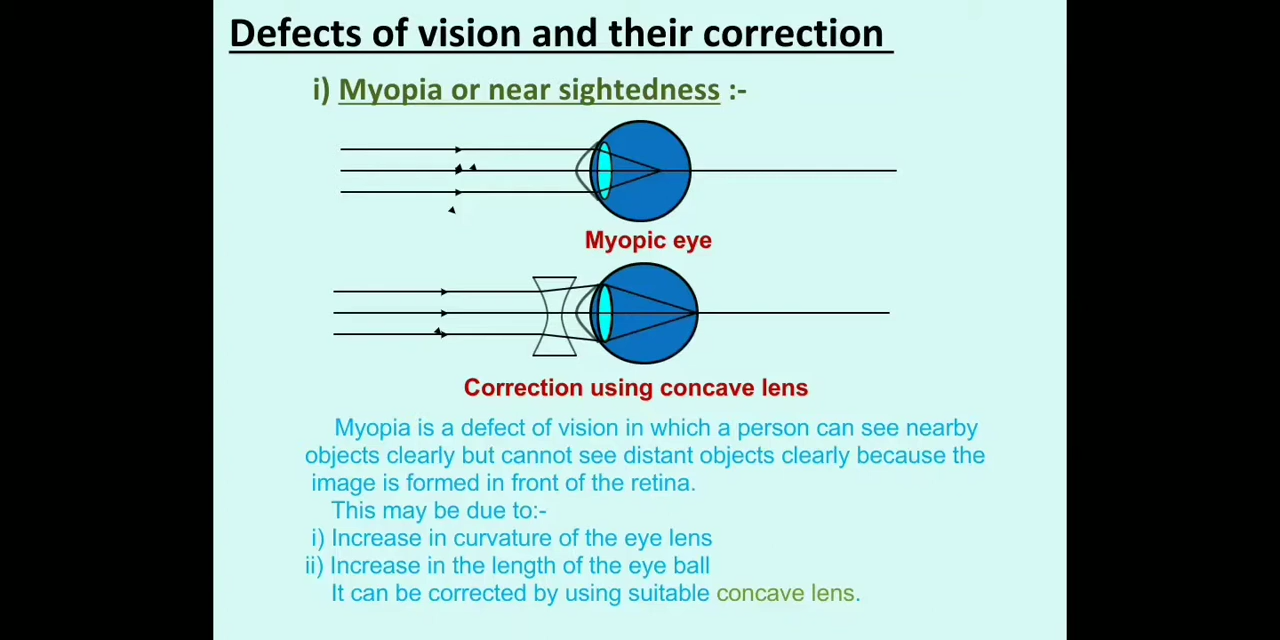 Defects of vision and their correction
i) Myopia or near sightedness :-
Myopic eye
Correction using concave lens
Myopia is a defect of vision in which a person can see nearby
objects clearly but cannot see distant objects clearly because the
image is formed in front of the retina.
This may be due to:-
i) Increase in curvature of the eye lens
ii) Increase in the length of the eye ball
It can be corrected by using suitable concave lens.